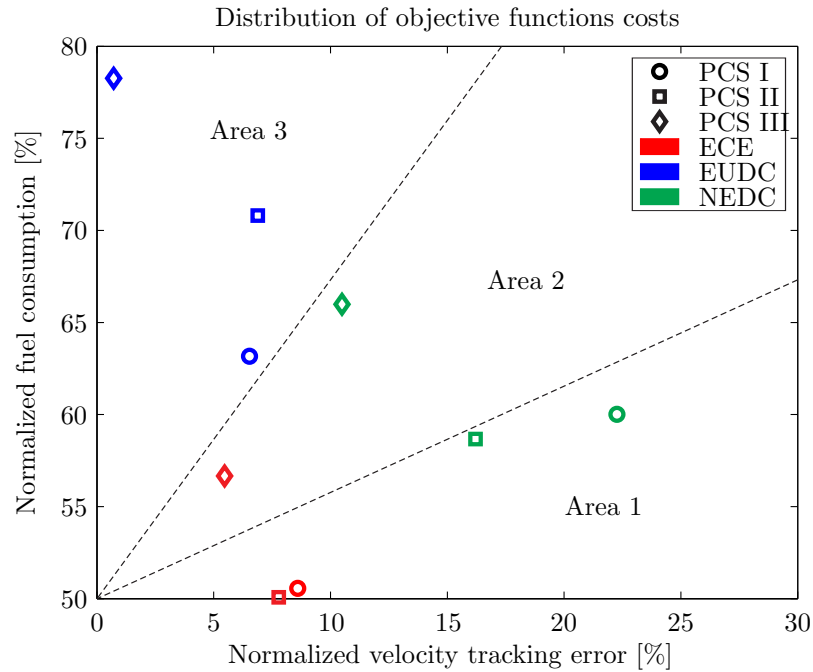 Distribution of objective functions costs
Normalized fuel consumption [%]
80
75
70
65
60
55
50
0
5
10
15
20
25
30
Normalized velocity tracking error [%]
Area 3
Area 2
Area 1
PCS I
PCS II
PCS III
ECE
EUDC
NEDC